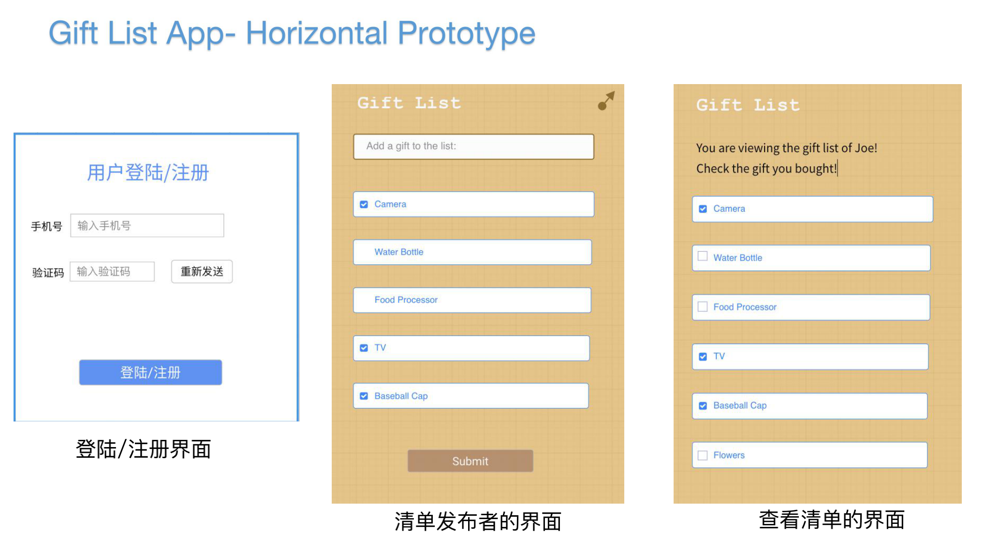 Gift List App- Horizontal Prototype
用户登陆/注册
手机号 输入手机号
验证码 输入验证码 重新发送
登陆/注册
登陆/注册界面
Gift List
Add a gift to the list:
Camera
Water Bottle
Food Processor
TV
Baseball Cap
Submit
清单发布者的界面
Gift List
You are viewing the gift list of Joe!
Check the gift you bought!
Camera
Water Bottle
Food Processor
TV
Baseball Cap
Flowers
查看清单的界面